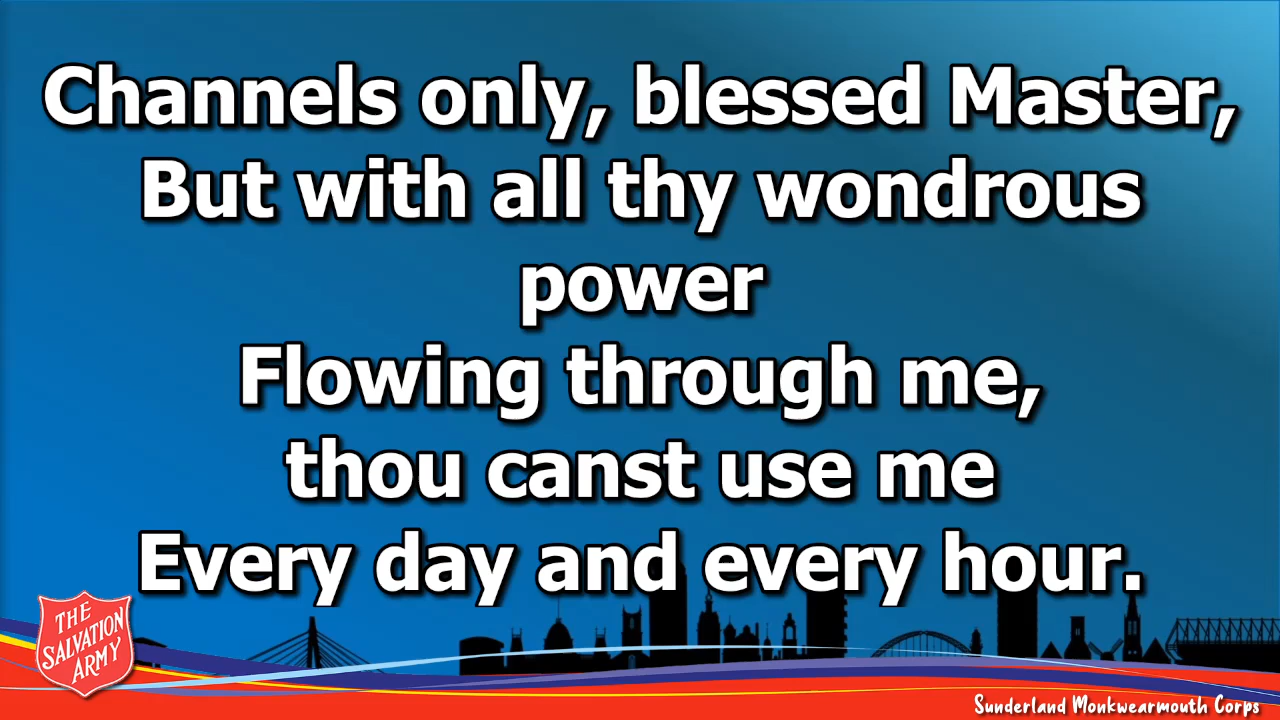 Channels only, blessed Master,
But with all thy wondrous
power
Flowing through me,
thou canst use me
Every day and every hour.
THE
SALVATION
ARMY
Sunderland Monkwearmouth Corps